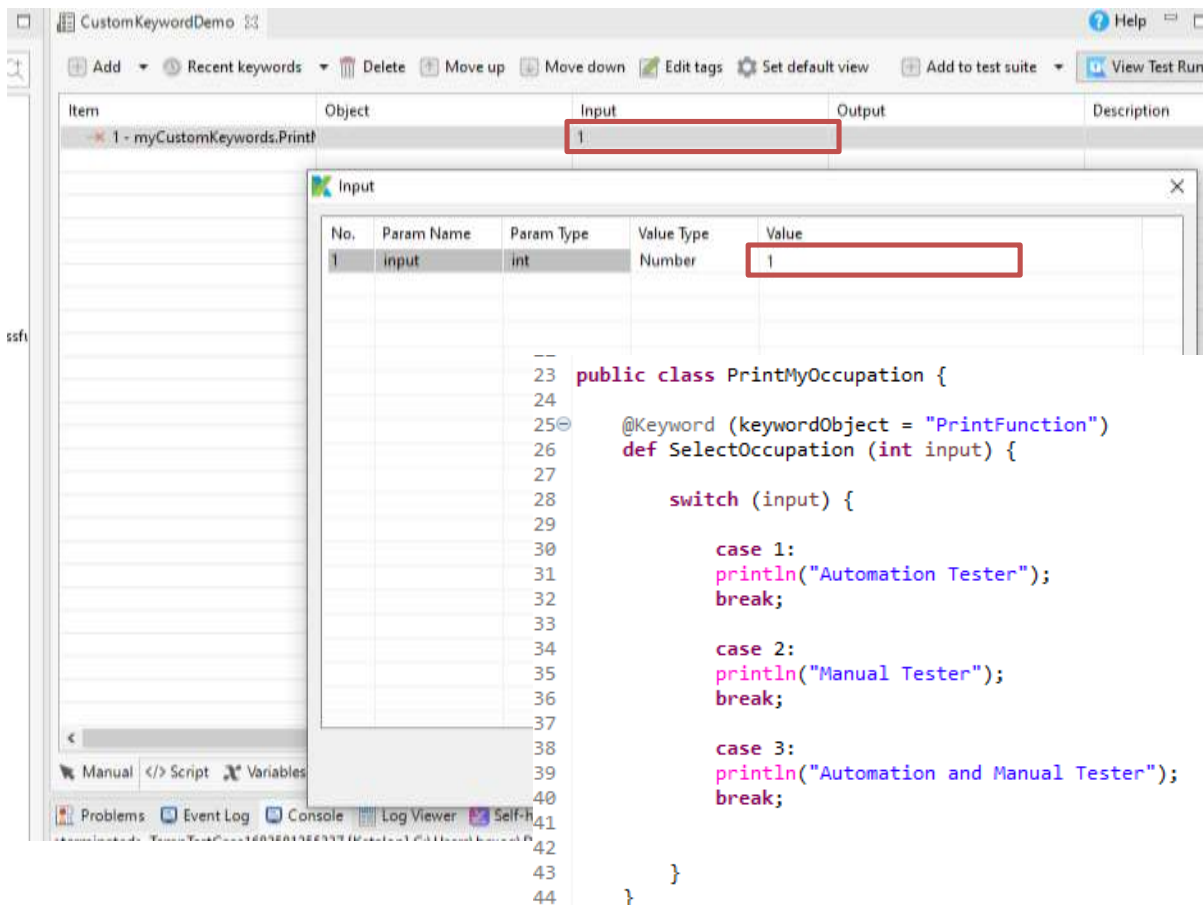 CustomKeywordDemo
Help
Add Recent keywords Delete Move up Move down Edit tags Set default view Add to test suite View Test Run
Item Object Input Output Description
1 - myCustomKeywords.Print 1
Input
No. Param Name Param Type Value Type Value
1 input int Number 1
ssfu
23 public class PrintMyOccupation {
24
25 @Keyword (keywordObject = "PrintFunction")
26 def SelectOccupation (int input) {
27
28 switch (input) {
29
30 case 1:
31 println("Automation Tester");
32 break;
33
34 case 2:
35 println("Manual Tester");
36 break;
37
38 case 3:
39 println("Automation and Manual Tester");
40 break;
41
42
43 }
44 }
Manual </> Script Variables
Problems Event Log Console Log Viewer Self-h